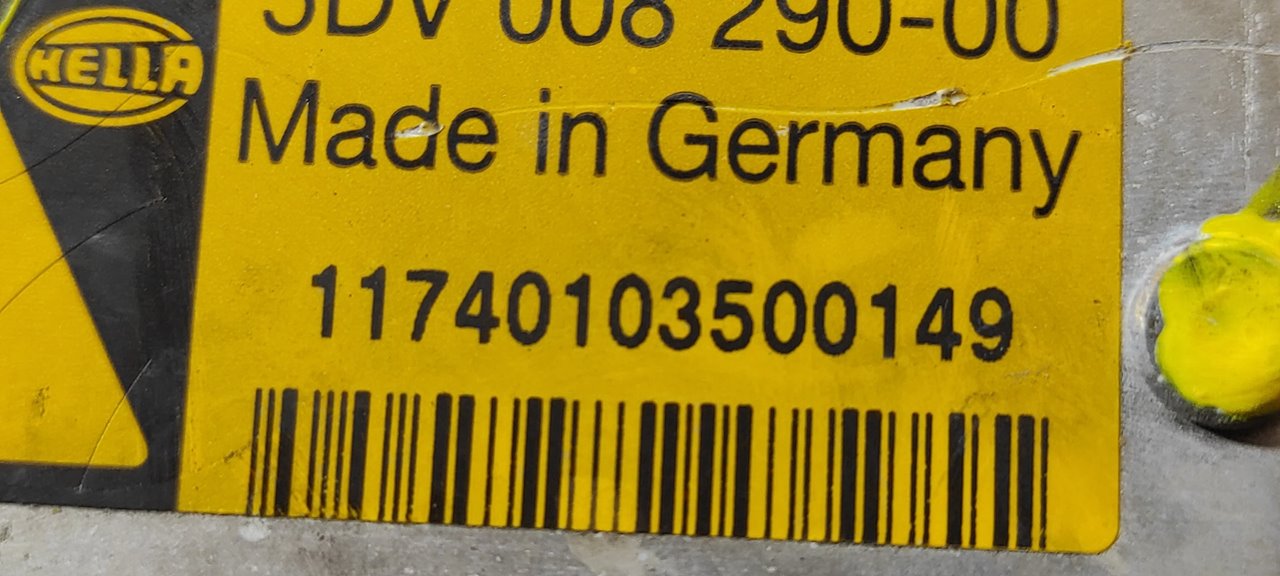 HELLA
5DV 008 290-00
Made in Germany
11740103500149